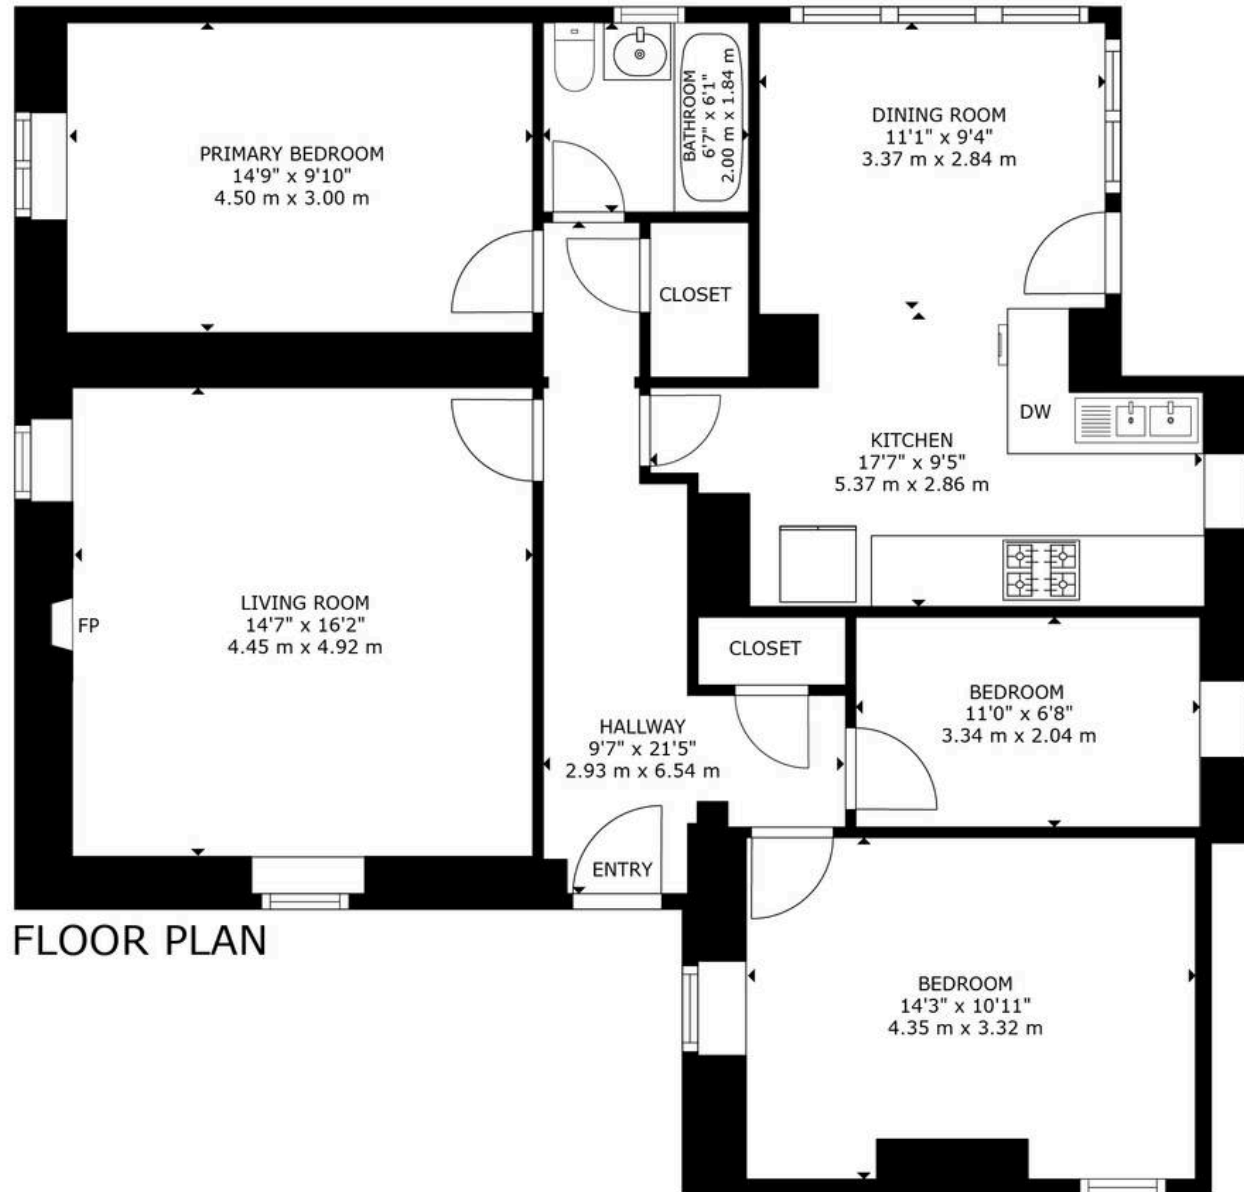 PRIMARY BEDROOM
14'9" x 9'10"
4.50 m x 3.00 m
BATHROOM
6'7" x 6'1"
2.00 m x 1.84 m
DINING ROOM
11'1" x 9'4"
3.37 m x 2.84 m
CLOSET
DW
KITCHEN
17'7" x 9'5"
5.37 m x 2.86 m
LIVING ROOM
14'7" x 16'2"
4.45 m x 4.92 m
FP
CLOSET
BEDROOM
11'0" x 6'8"
3.34 m x 2.04 m
HALLWAY
9'7" x 21'5"
2.93 m x 6.54 m
ENTRY
FLOOR PLAN
BEDROOM
14'3" x 10'11"
4.35 m x 3.32 m